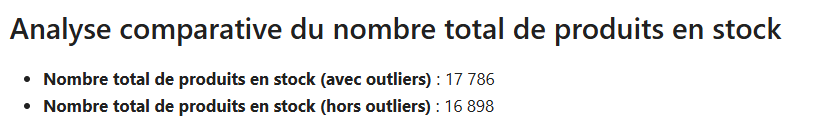 Analyse comparative du nombre total de produits en stock
• Nombre total de produits en stock (avec outliers) : 17 786
• Nombre total de produits en stock (hors outliers) : 16 898